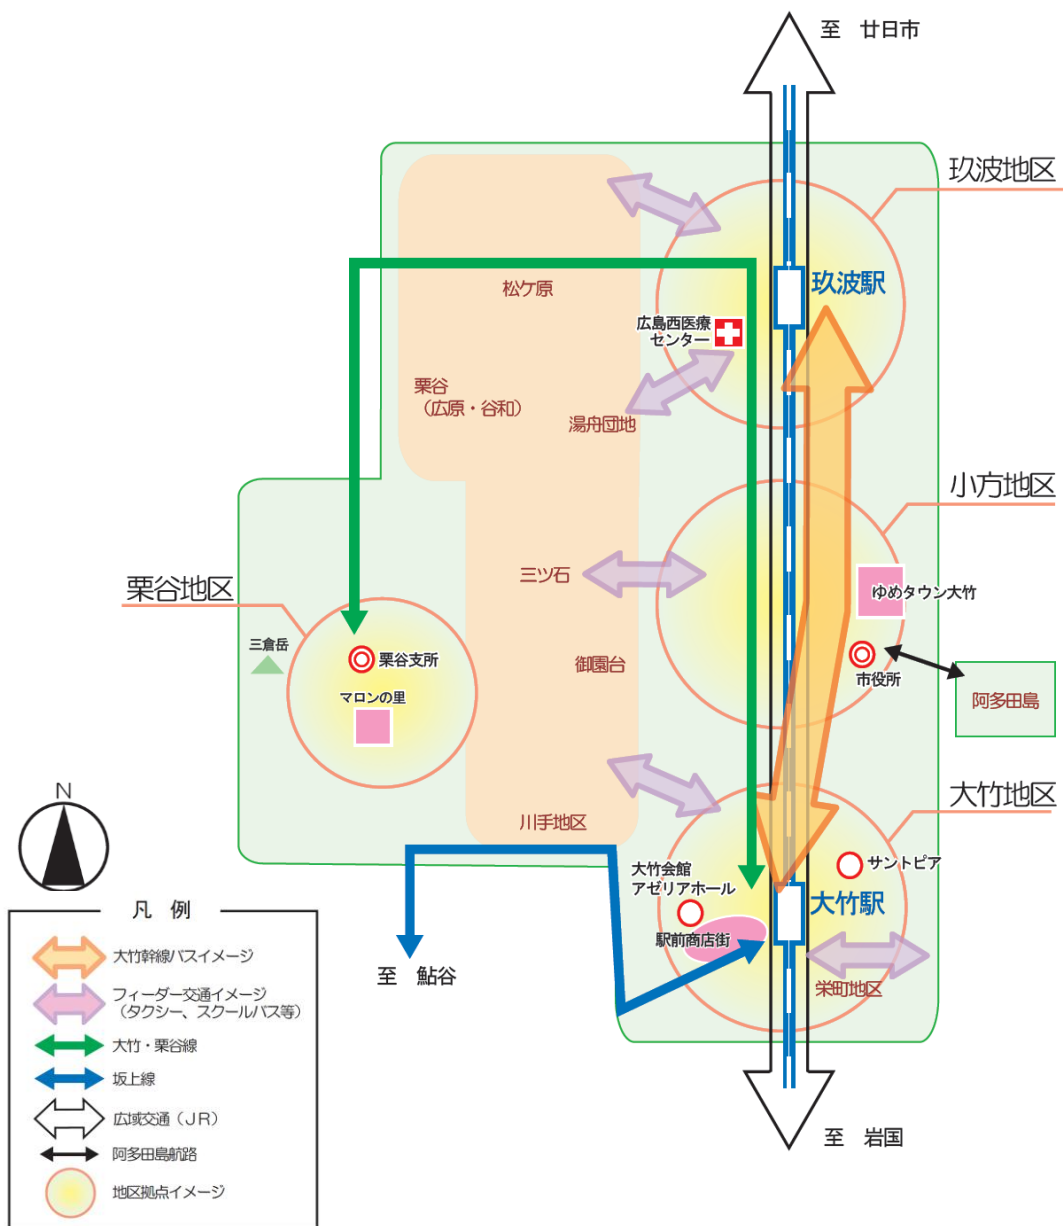 至　廿日市
玖波地区
玖波駅
松ケ原
広島西医療
センター
栗谷
（広原・谷和）
湯舟団地
小方地区
三ツ石
ゆめタウン大竹
栗谷地区
三倉岳
栗谷支所
御園台
市役所
マロンの里
阿多田島
大竹地区
川手地区
大竹会館
アゼリアホール
サントピア
大竹駅
駅前商店街
至　鮎谷
栄町地区
至　岩国
N
凡　例
大竹幹線バスイメージ
フィーダー交通イメージ
（タクシー、スクールバス等）
大竹・栗谷線
坂上線
広域交通（ＪＲ）
阿多田島航路
地区拠点イメージ